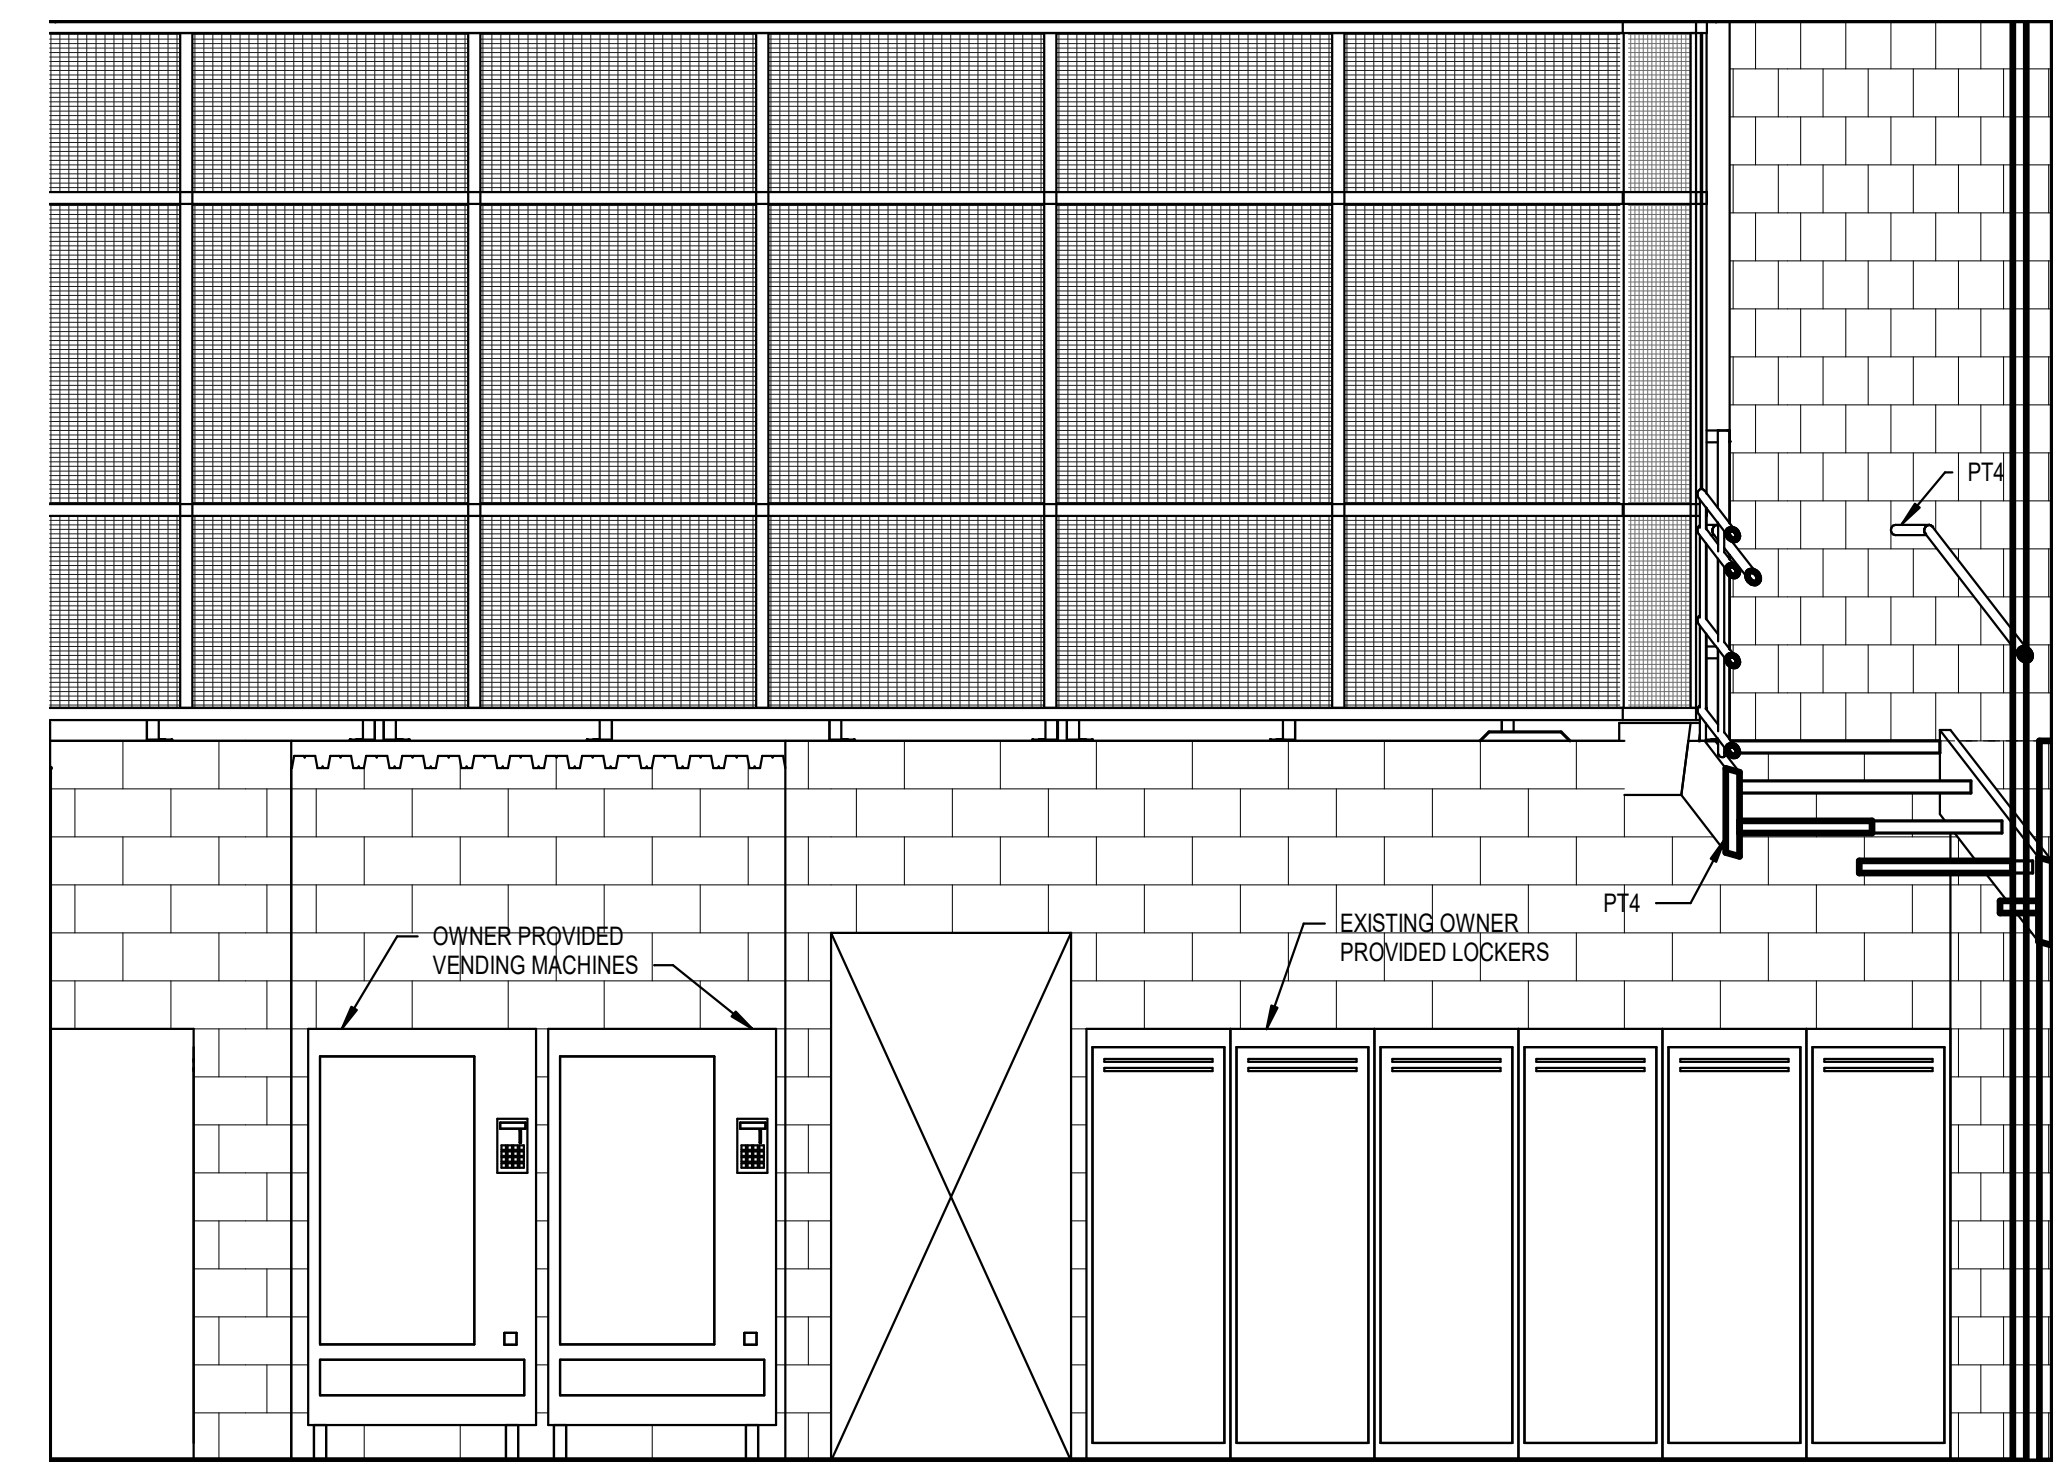 PT4
PT4
OWNER PROVIDED
VENDING MACHINES
EXISTING OWNER
PROVIDED LOCKERS